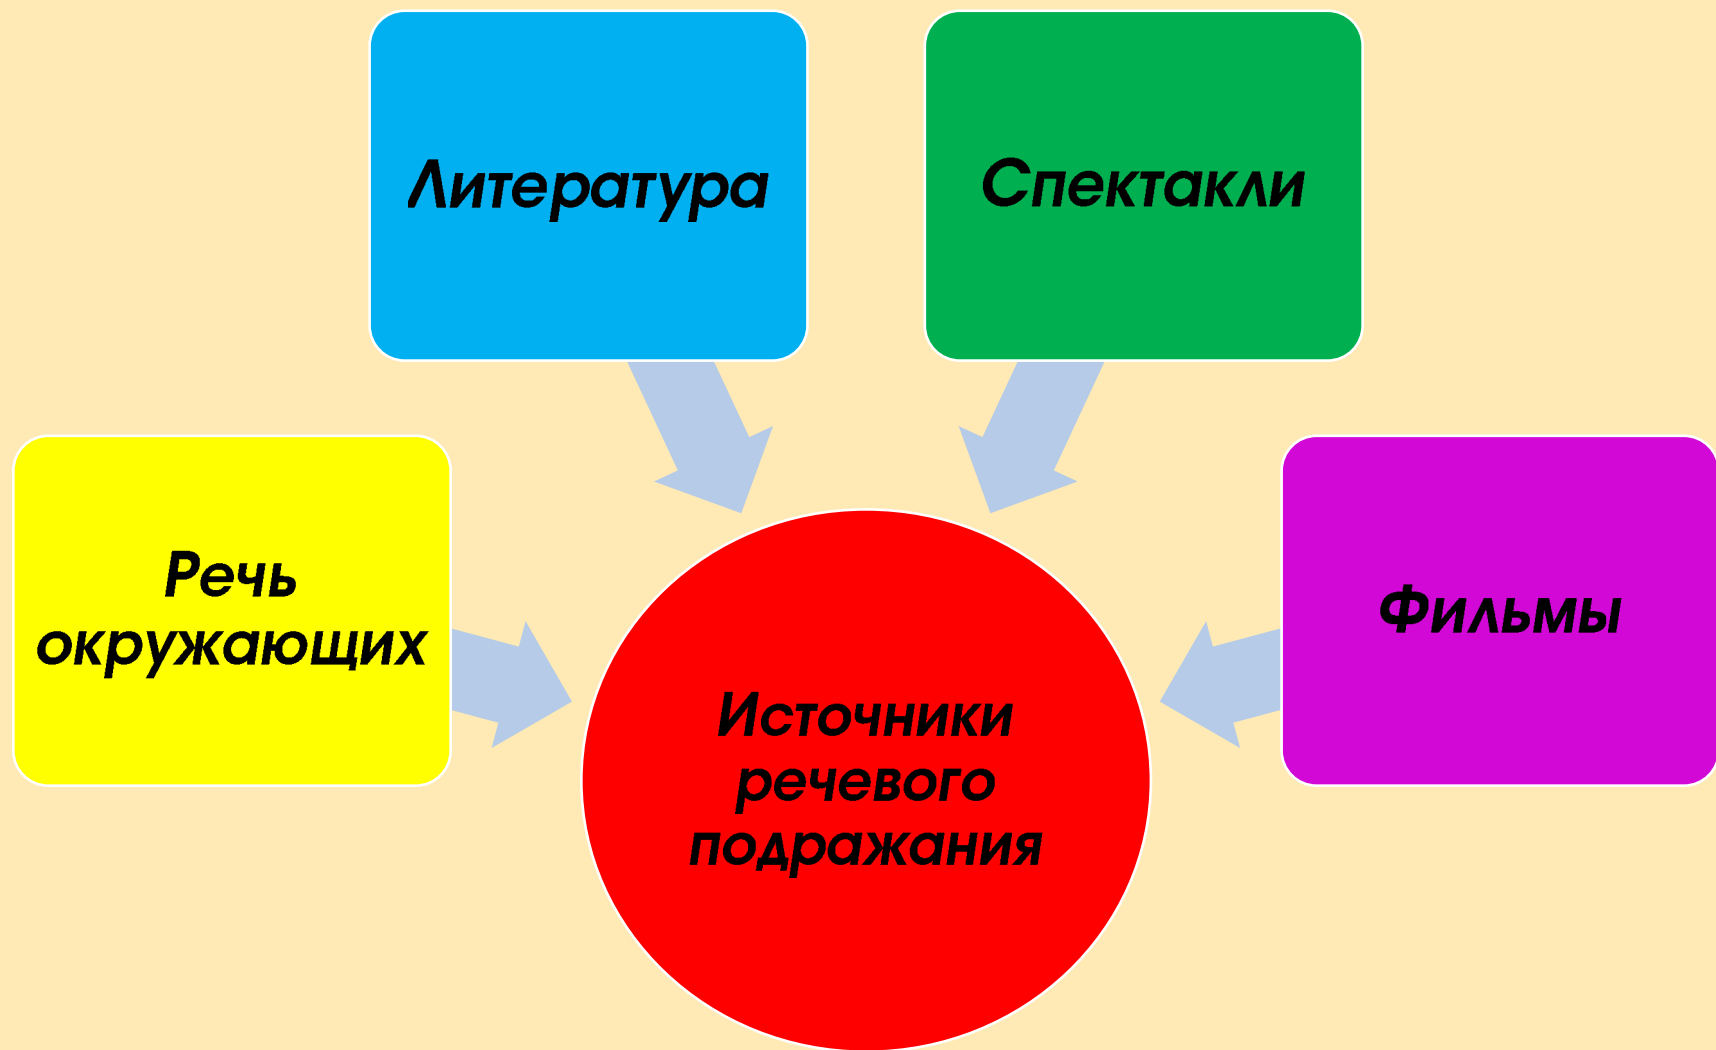 Литература
Спектакли
Речь
окружающих
Фильмы
Источники
речевого
подражания